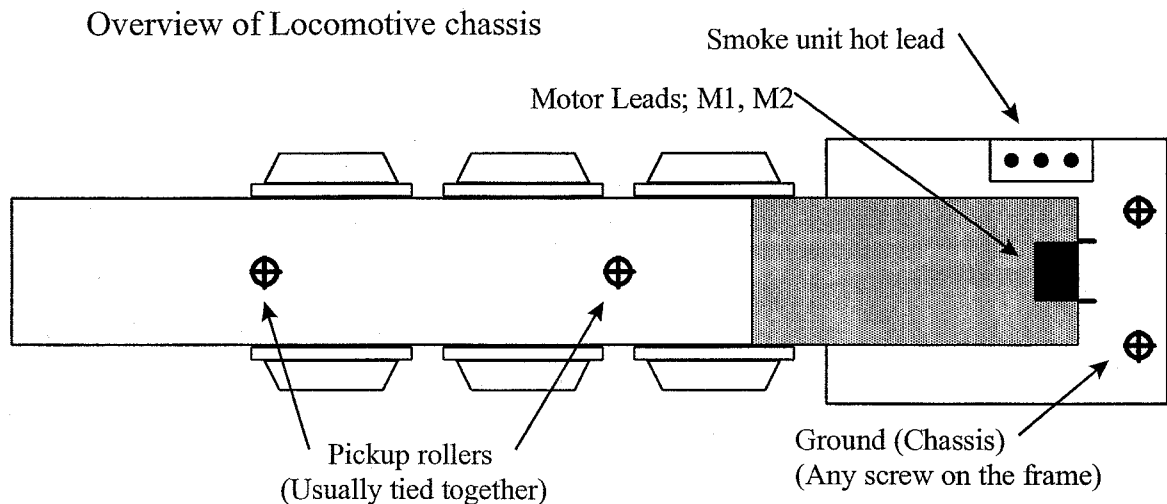 Overview of Locomotive chassis
Smoke unit hot lead
Motor Leads; M1, M2
Pickup rollers
(Usually tied together)
Ground (Chassis)
(Any screw on the frame)